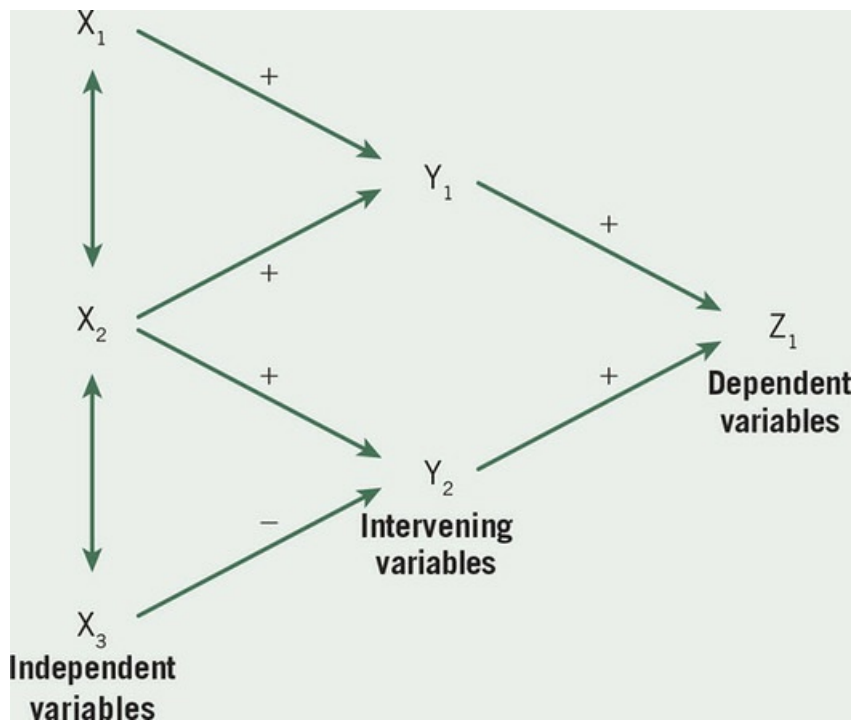 X₁
+
Y₁
+
+
X₂
Z₁
+
+
Dependent
variables
Y₂
−
Intervening
variables
X₃
Independent
variables